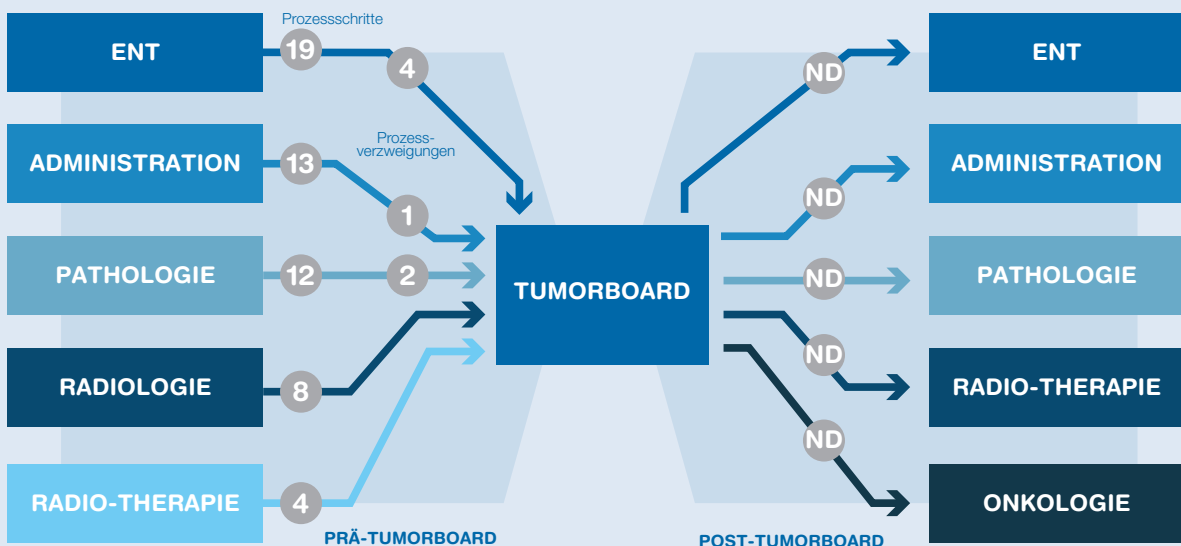 Prozessschritte
ENT
19
4
ND
ENT
Prozess-
verzweigungen
ADMINISTRATION
13
1
ND
ADMINISTRATION
PATHOLOGIE
12
2
TUMORBOARD
ND
PATHOLOGIE
RADIOLOGIE
8
ND
RADIO-THERAPIE
RADIO-THERAPIE
4
ND
ONKOLOGIE
PRÄ-TUMORBOARD
POST-TUMORBOARD